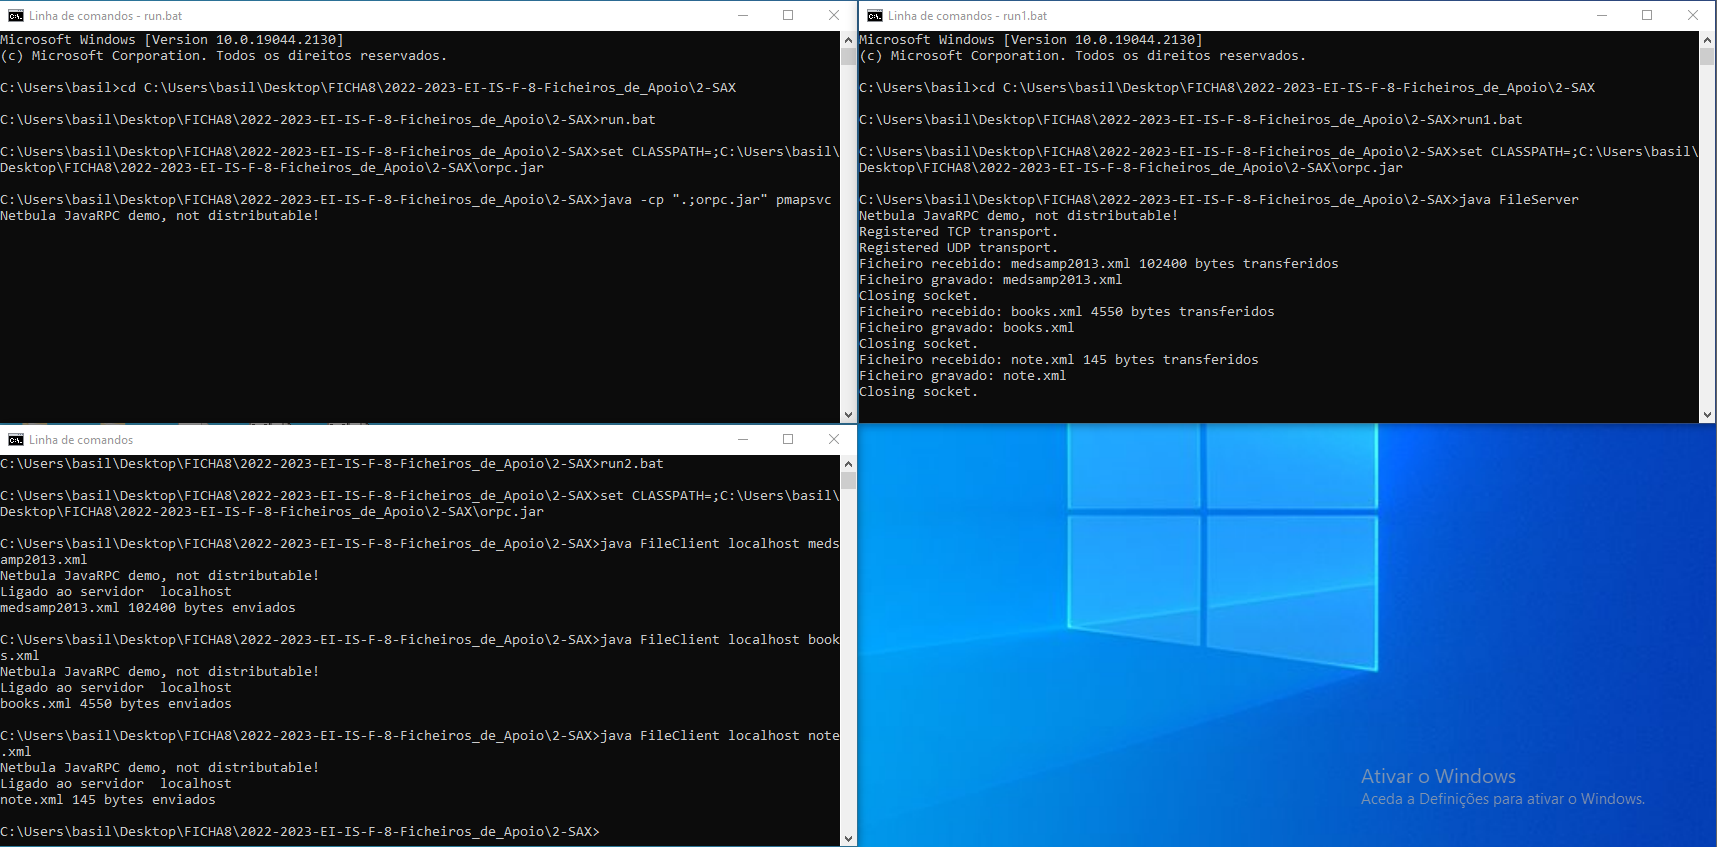 Linha de comandos - run.bat
Microsoft Windows [Version 10.0.19044.2130]
(c) Microsoft Corporation. Todos os direitos reservados.
C:\Users\basil>cd C:\Users\basil\Desktop\FICHA8\2022-2023-EI-IS-F-8-Ficheiros_de_Apoio\2-SAX
C:\Users\basil\Desktop\FICHA8\2022-2023-EI-IS-F-8-Ficheiros_de_Apoio\2-SAX>run.bat
C:\Users\basil\Desktop\FICHA8\2022-2023-EI-IS-F-8-Ficheiros_de_Apoio\2-SAX>set CLASSPATH=;C:\Users\basil\
Desktop\FICHA8\2022-2023-EI-IS-F-8-Ficheiros_de_Apoio\2-SAX\orpc.jar
C:\Users\basil\Desktop\FICHA8\2022-2023-EI-IS-F-8-Ficheiros_de_Apoio\2-SAX>java -cp ".;orpc.jar" pmapsvc
Netbula JavaRPC demo, not distributable!
Linha de comandos - run1.bat
Microsoft Windows [Version 10.0.19044.2130]
(c) Microsoft Corporation. Todos os direitos reservados.
C:\Users\basil>cd C:\Users\basil\Desktop\FICHA8\2022-2023-EI-IS-F-8-Ficheiros_de_Apoio\2-SAX
C:\Users\basil\Desktop\FICHA8\2022-2023-EI-IS-F-8-Ficheiros_de_Apoio\2-SAX>run1.bat
C:\Users\basil\Desktop\FICHA8\2022-2023-EI-IS-F-8-Ficheiros_de_Apoio\2-SAX>set CLASSPATH=;C:\Users\basil\
Desktop\FICHA8\2022-2023-EI-IS-F-8-Ficheiros_de_Apoio\2-SAX\orpc.jar
C:\Users\basil\Desktop\FICHA8\2022-2023-EI-IS-F-8-Ficheiros_de_Apoio\2-SAX>java FileServer
Netbula JavaRPC demo, not distributable!
Registered TCP transport.
Registered UDP transport.
Ficheiro recebido: medsamp2013.xml 102400 bytes transferidos
Ficheiro gravado: medsamp2013.xml
Closing socket.
Ficheiro recebido: books.xml 4550 bytes transferidos
Ficheiro gravado: books.xml
Closing socket.
Ficheiro recebido: note.xml 145 bytes transferidos
Ficheiro gravado: note.xml
Closing socket.
Linha de comandos
C:\Users\basil\Desktop\FICHA8\2022-2023-EI-IS-F-8-Ficheiros_de_Apoio\2-SAX>run2.bat
C:\Users\basil\Desktop\FICHA8\2022-2023-EI-IS-F-8-Ficheiros_de_Apoio\2-SAX>set CLASSPATH=;C:\Users\basil\
Desktop\FICHA8\2022-2023-EI-IS-F-8-Ficheiros_de_Apoio\2-SAX\orpc.jar
C:\Users\basil\Desktop\FICHA8\2022-2023-EI-IS-F-8-Ficheiros_de_Apoio\2-SAX>java FileClient localhost meds
amp2013.xml
Netbula JavaRPC demo, not distributable!
Ligado ao servidor  localhost
medsamp2013.xml 102400 bytes enviados
C:\Users\basil\Desktop\FICHA8\2022-2023-EI-IS-F-8-Ficheiros_de_Apoio\2-SAX>java FileClient localhost book
s.xml
Netbula JavaRPC demo, not distributable!
Ligado ao servidor  localhost
books.xml 4550 bytes enviados
C:\Users\basil\Desktop\FICHA8\2022-2023-EI-IS-F-8-Ficheiros_de_Apoio\2-SAX>java FileClient localhost note
.xml
Netbula JavaRPC demo, not distributable!
Ligado ao servidor  localhost
note.xml 145 bytes enviados
C:\Users\basil\Desktop\FICHA8\2022-2023-EI-IS-F-8-Ficheiros_de_Apoio\2-SAX>
Ativar o Windows
Aceda a Definições para ativar o Windows.